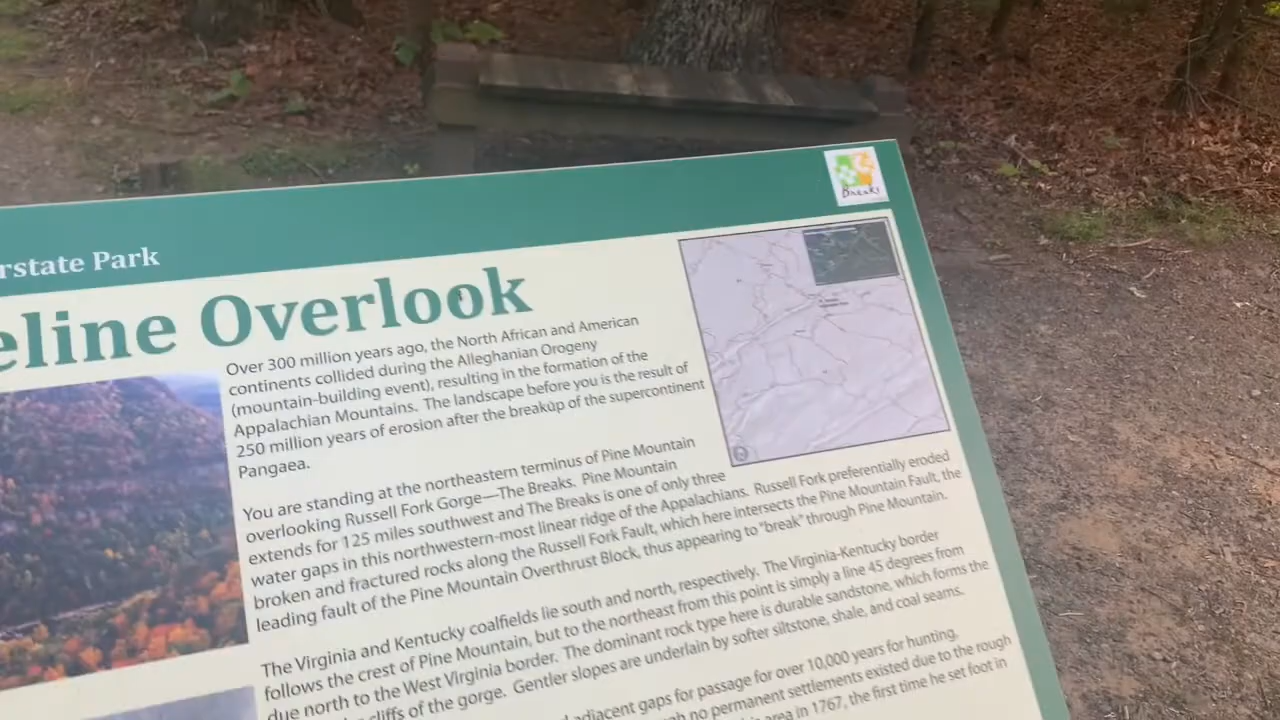 rstate Park
Breaks
eline Overlook
Over 300 million years ago, the North African and American
continents collided during the Alleghanian Orogeny
(mountain-building event), resulting in the formation of the
Appalachian Mountains. The landscape before you is the result of
250 million years of erosion after the breakup of the supercontinent
Pangaea.
You are standing at the northeastern terminus of Pine Mountain
overlooking Russell Fork Gorge—The Breaks. Pine Mountain
extends for 125 miles southwest and The Breaks is one of only three
water gaps in this northwestern-most linear ridge of the Appalachians. Russell Fork preferentially eroded
broken and fractured rocks along the Russell Fork Fault, which here intersects the Pine Mountain Fault, the
leading fault of the Pine Mountain Overthrust Block, thus appearing to “break” through Pine Mountain.
The Virginia and Kentucky coalfields lie south and north, respectively. The Virginia-Kentucky border
follows the crest of Pine Mountain, but to the northeast from this point is simply a line 45 degrees from
due north to the West Virginia border. The dominant rock type here is durable sandstone, which forms the
cliffs of the gorge. Gentler slopes are underlain by softer siltstone, shale, and coal seams.
adjacent gaps for passage for over 10,000 years for hunting,
no permanent settlements existed due to the rough
area in 1767, the first time he set foot in